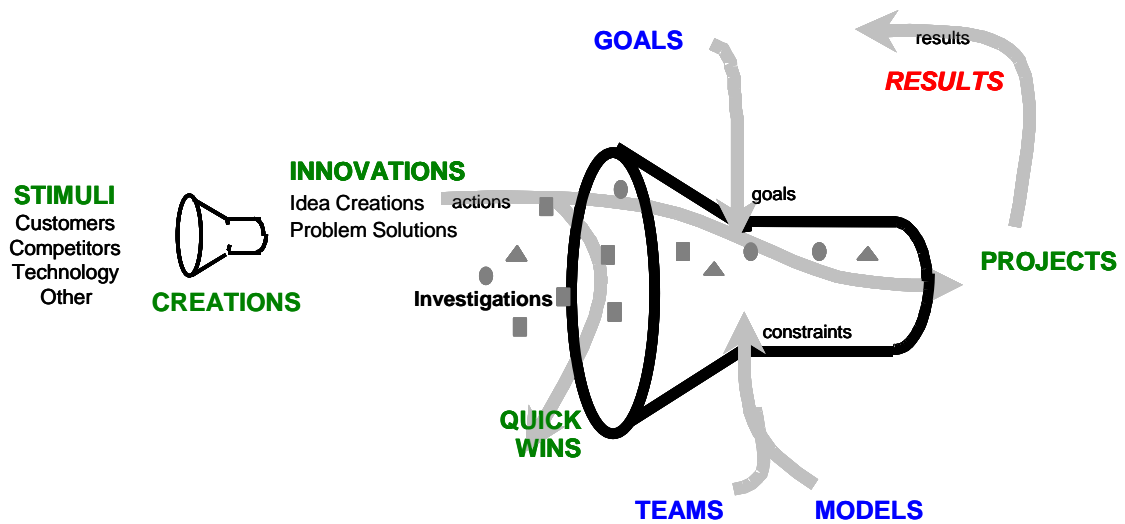 GOALS
results
RESULTS
STIMULI
Customers
Competitors
Technology
Other
CREATIONS
INNOVATIONS
Idea Creations
Problem Solutions
actions
goals
Investigations
PROJECTS
constraints
QUICK
WINS
TEAMS
MODELS